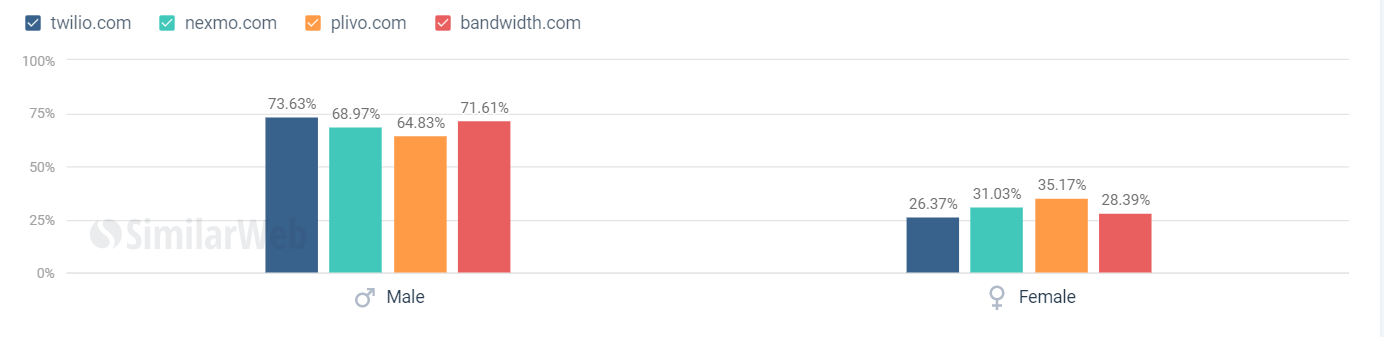 twilio.com nexmo.com plivo.com bandwidth.com
100%
73.63% 68.97% 64.83% 71.61%
75%
50%
35.17%
26.37% 31.03% 28.39%
25%
SimilarWeb
0%
Male Female